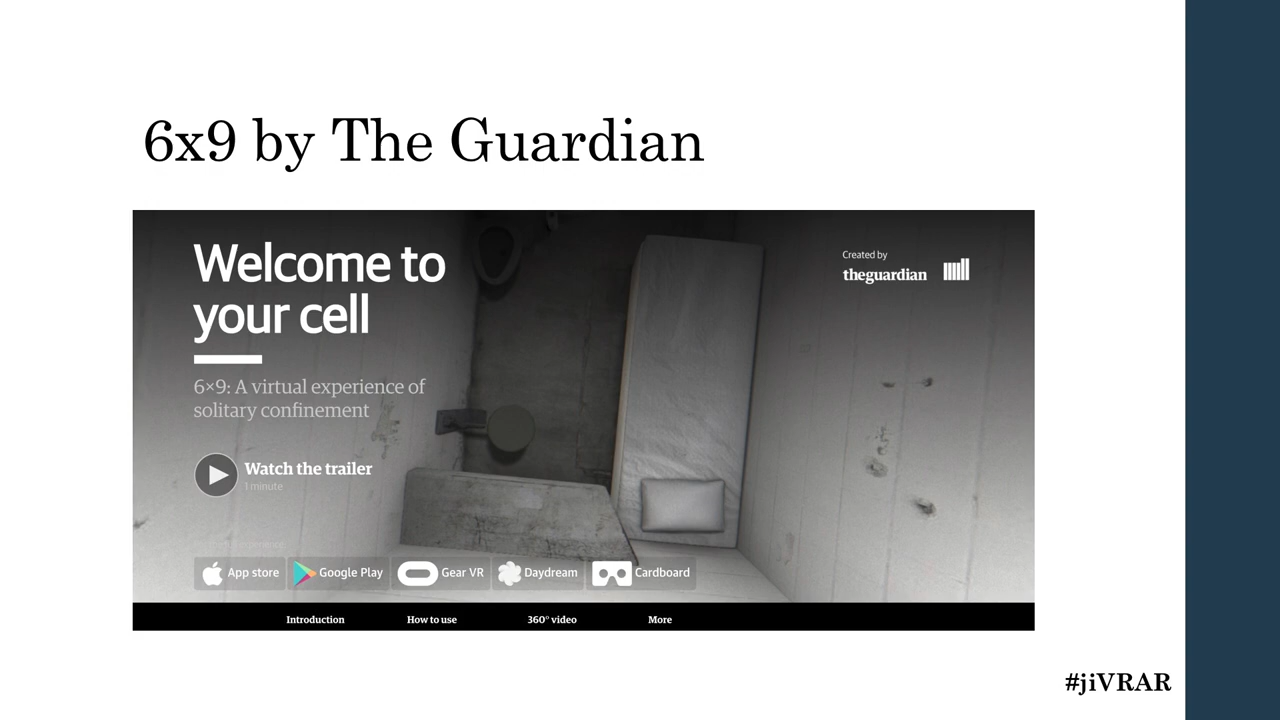 6x9 by The Guardian
Welcome to
your cell
6×9: A virtual experience of
solitary confinement
Created by
theguardian
Watch the trailer
1 minute
App store
Google Play
Gear VR
Daydream
Cardboard
Introduction
How to use
360° video
More
#jiVRAR